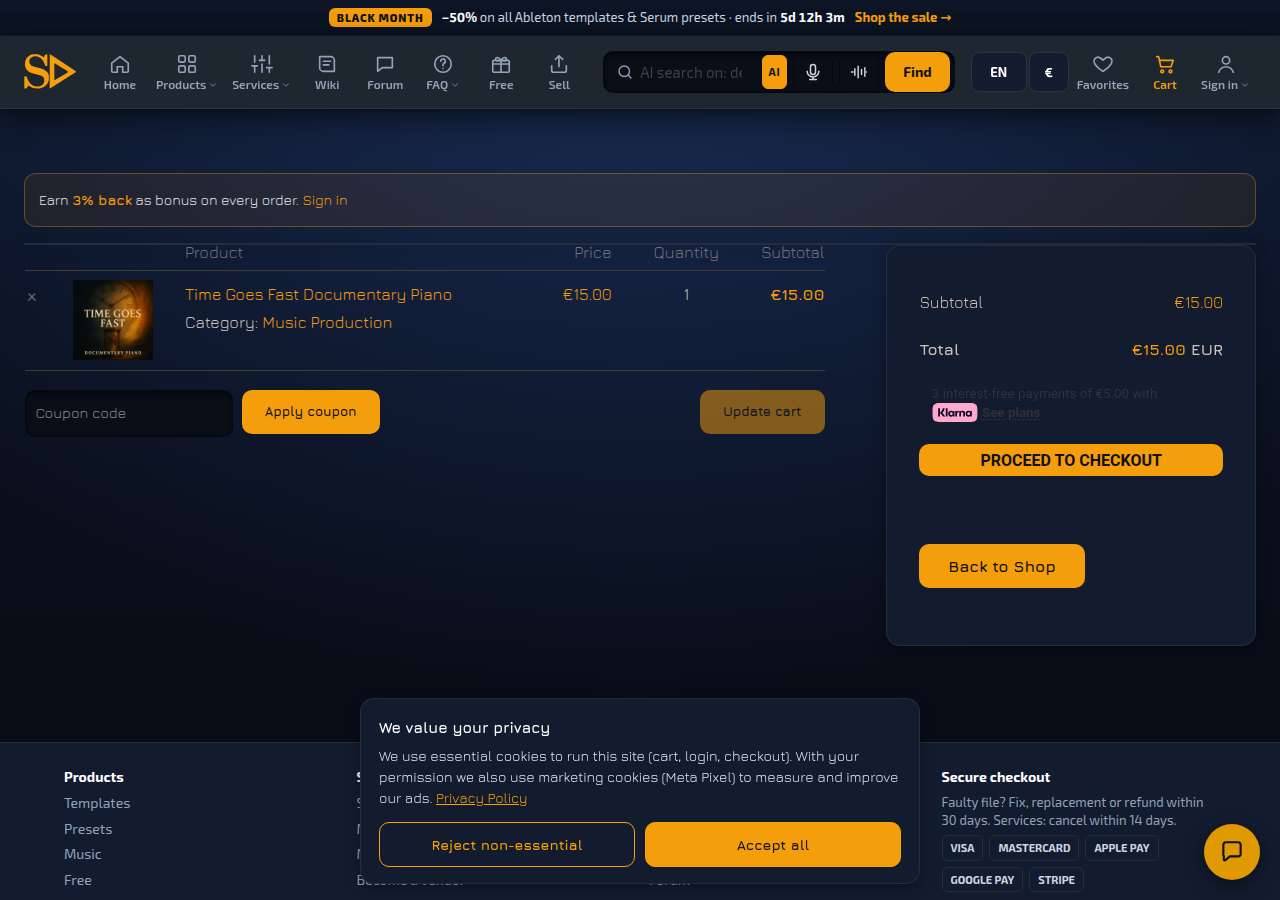 BLACK MONTH −50% on all Ableton templates & Serum presets · ends in 5d 12h 3m Shop the sale →
Home
Products
Services
Wiki
Forum
FAQ
Free
Sell
AI search on: de
AI
Find
EN
€
Favorites
Cart
Sign in
Earn 3% back as bonus on every order. Sign in
Product Price Quantity Subtotal
× Time Goes Fast Documentary Piano €15.00 1 €15.00
Category: Music Production
TIME GOES
FAST
DOCUMENTARY PIANO
Coupon code
Apply coupon
Update cart
Subtotal €15.00
Total €15.00 EUR
3 interest-free payments of €5.00 with
Klarna See plans
PROCEED TO CHECKOUT
Back to Shop
We value your privacy
We use essential cookies to run this site (cart, login, checkout). With your
permission we also use marketing cookies (Meta Pixel) to measure and improve
our ads. Privacy Policy
Reject non-essential
Accept all
Products
Templates
Presets
Music
Free
Secure checkout
Faulty file? Fix, replacement or refund within
30 days. Services: cancel within 14 days.
VISA MASTERCARD APPLE PAY
GOOGLE PAY STRIPE